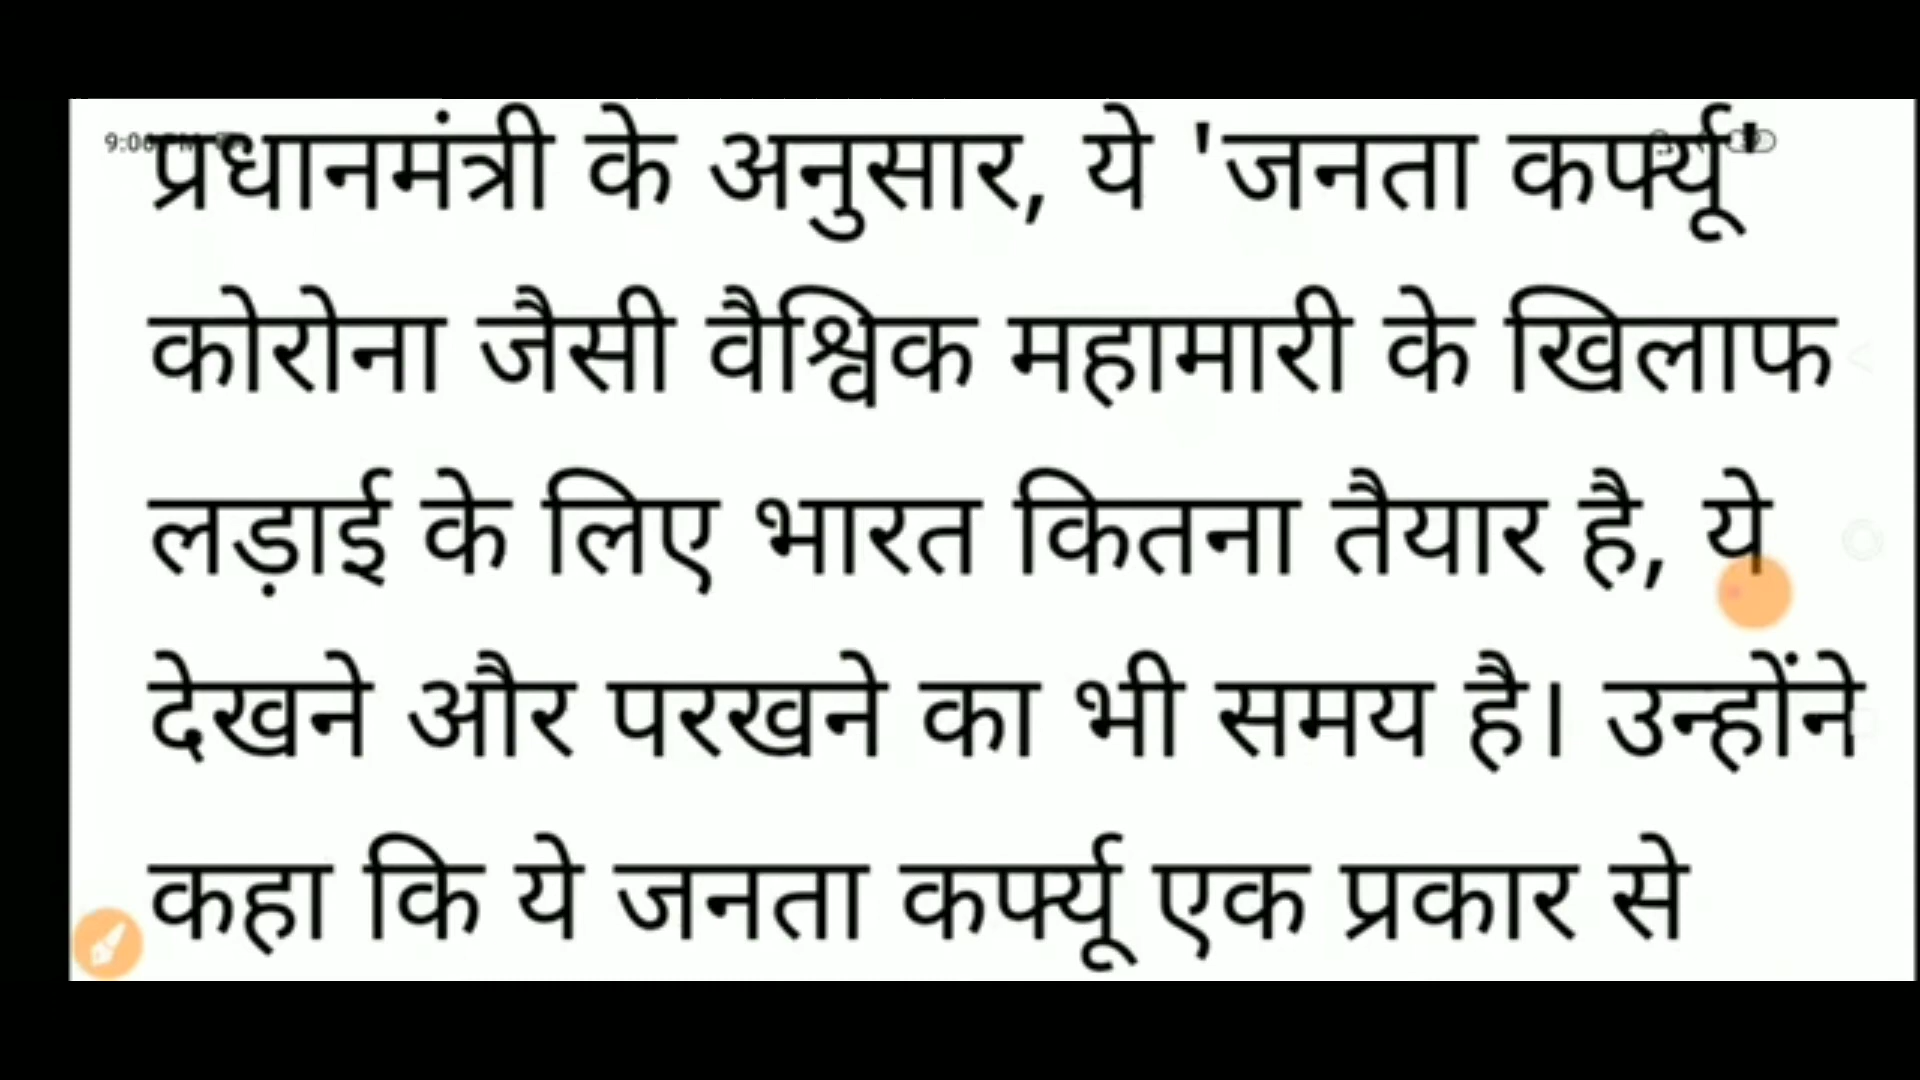 प्रधानमंत्री के अनुसार, ये 'जनता कर्फ्यू'
कोरोना जैसी वैश्विक महामारी के खिलाफ
लड़ाई के लिए भारत कितना तैयार है, ये
देखने और परखने का भी समय है। उन्होंने
कहा कि ये जनता कर्फ्यू एक प्रकार से